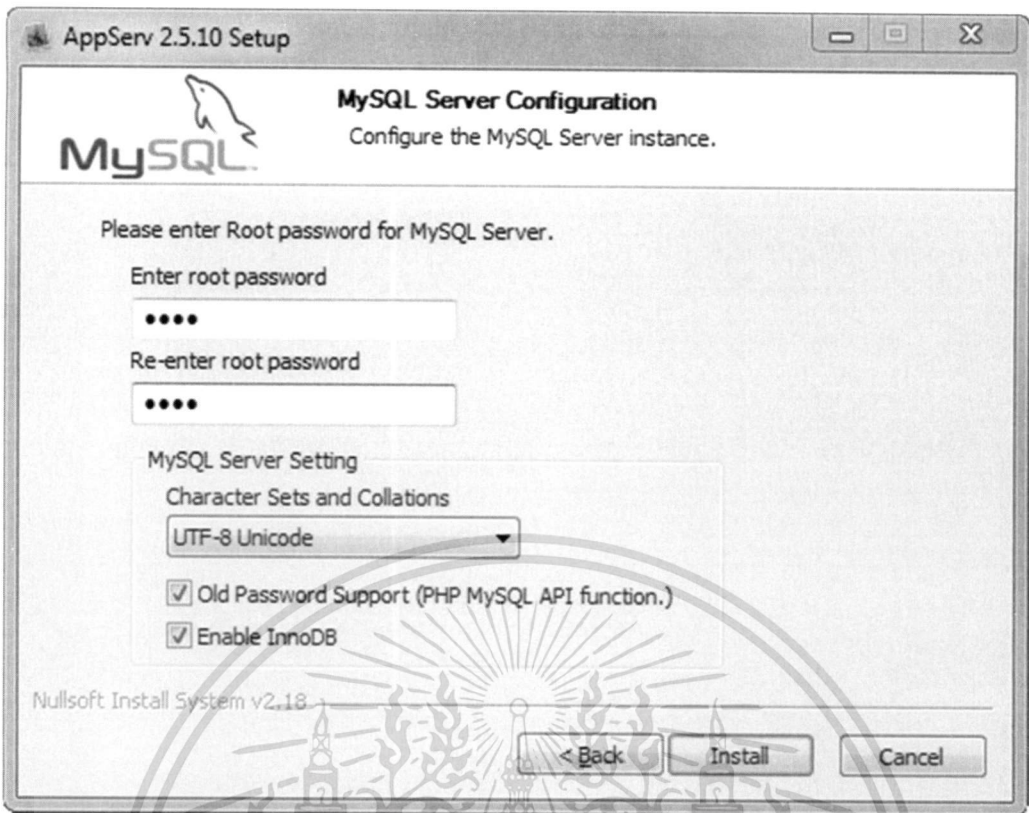 AppServ 2.5.10 Setup
MySQL
MySQL Server Configuration
Configure the MySQL Server instance.
Please enter Root password for MySQL Server.
Enter root password
••••
Re-enter root password
••••
MySQL Server Setting
Character Sets and Collations
UTF-8 Unicode
Old Password Support (PHP MySQL API function.)
Enable InnoDB
Nullsoft Install System v2.18
< Back
Install
Cancel